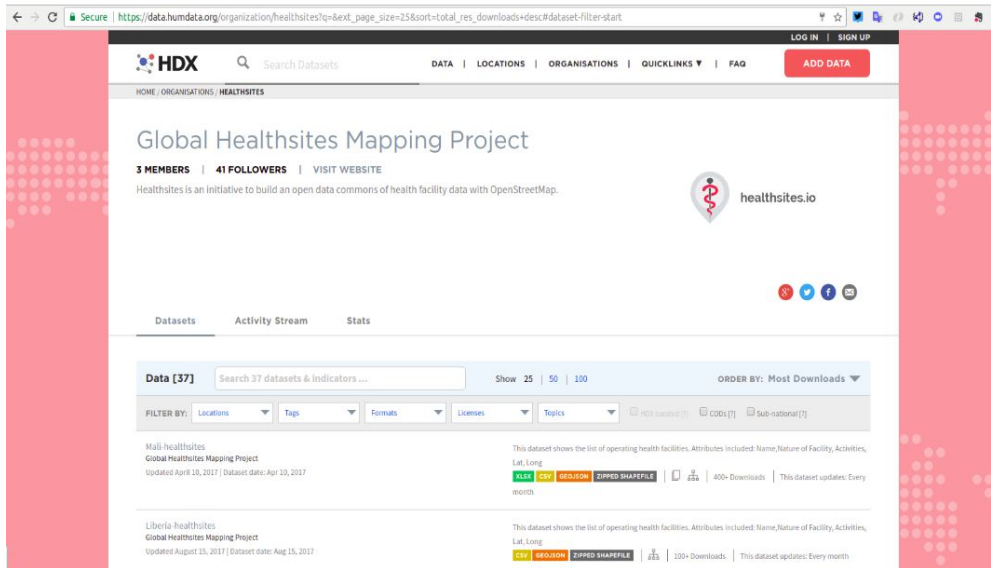 Secure | https://data.humdata.org/organization/healthsites?q=&ext_page_size=25&sort=total_res_downloads+desc#dataset-filter-start
LOG IN | SIGN UP
HDX Search Datasets DATA | LOCATIONS | ORGANISATIONS | QUICKLINKS ▼ | FAQ ADD DATA
HOME / ORGANISATIONS / HEALTHSITES
Global Healthsites Mapping Project
3 MEMBERS | 41 FOLLOWERS | VISIT WEBSITE
Healthsites is an initiative to build an open data commons of health facility data with OpenStreetMap.
healthsites.io
Datasets Activity Stream Stats
Data [37] Search 37 datasets & indicators ... Show 25 | 50 | 100 ORDER BY: Most Downloads
FILTER BY: Locations Tags Formats Licenses Topics HDX curated [?] CODs [?] Sub-national [?]
Mali-healthsites
Global Healthsites Mapping Project
Updated April 10, 2017 | Dataset date: Apr 10, 2017
This dataset shows the list of operating health facilities. Attributes included: Name,Nature of Facility, Activities,
Lat, Long
XLSX CSV GEOJSON ZIPPED SHAPEFILE | 400+ Downloads | This dataset updates: Every
month
Liberia-healthsites
Global Healthsites Mapping Project
Updated August 15, 2017 | Dataset date: Aug 15, 2017
This dataset shows the list of operating health facilities. Attributes included: Name,Nature of Facility, Activities,
Lat, Long
CSV GEOJSON ZIPPED SHAPEFILE | 100+ Downloads | This dataset updates: Every month